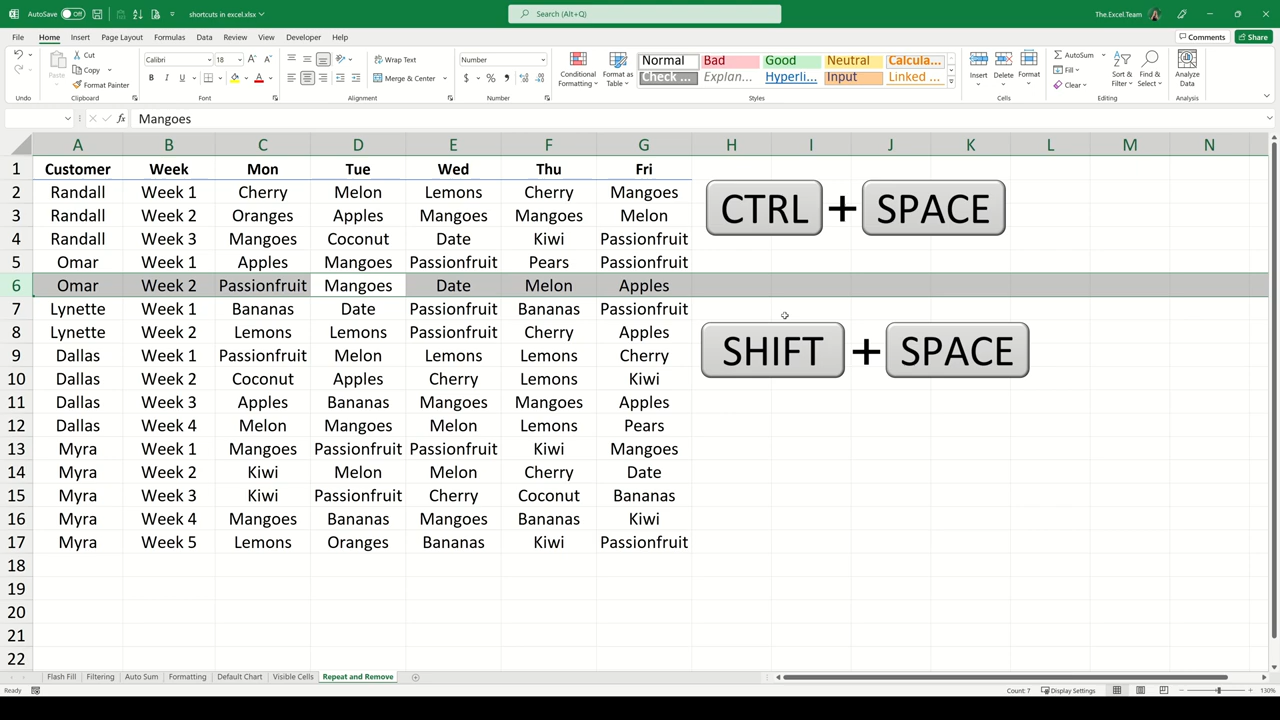 AutoSave Off shortcuts in excel.xlsx Search (Alt+Q) The.Excel.Team
File Home Insert Page Layout Formulas Data Review View Developer Help Comments Share
Undo
Paste Cut Copy Format Painter
Clipboard
Calibri 18
B I U A
Font
Wrap Text
Merge & Center
Alignment
Number
$ % ,
Number
Conditional Formatting
Format as Table
Normal Bad Good Neutral Calcula...
Check ... Explan... Hyperli... Input Linked ...
Styles
Insert Delete Format
Cells
AutoSum
Fill
Clear
Sort & Filter
Find & Select
Editing
Analyze Data
Analysis
fx Mangoes
A B C D E F G H I J K L M N
1 Customer Week Mon Tue Wed Thu Fri
2 Randall Week 1 Cherry Melon Lemons Cherry Mangoes
3 Randall Week 2 Oranges Apples Mangoes Mangoes Melon
4 Randall Week 3 Mangoes Coconut Date Kiwi Passionfruit
5 Omar Week 1 Apples Mangoes Passionfruit Pears Passionfruit
6 Omar Week 2 Passionfruit Mangoes Date Melon Apples
7 Lynette Week 1 Bananas Date Passionfruit Bananas Passionfruit
8 Lynette Week 2 Lemons Lemons Passionfruit Cherry Apples
9 Dallas Week 1 Passionfruit Melon Lemons Lemons Cherry
10 Dallas Week 2 Coconut Apples Cherry Lemons Kiwi
11 Dallas Week 3 Apples Bananas Mangoes Mangoes Apples
12 Dallas Week 4 Melon Mangoes Melon Lemons Pears
13 Myra Week 1 Mangoes Passionfruit Passionfruit Kiwi Mangoes
14 Myra Week 2 Kiwi Melon Melon Cherry Date
15 Myra Week 3 Kiwi Passionfruit Cherry Coconut Bananas
16 Myra Week 4 Mangoes Bananas Mangoes Bananas Kiwi
17 Myra Week 5 Lemons Oranges Bananas Kiwi Passionfruit
18
19
20
21
22
CTRL + SPACE
SHIFT + SPACE
Flash Fill Filtering Auto Sum Formatting Default Chart Visible Cells Repeat and Remove
Ready Count: 7 Display Settings 130%